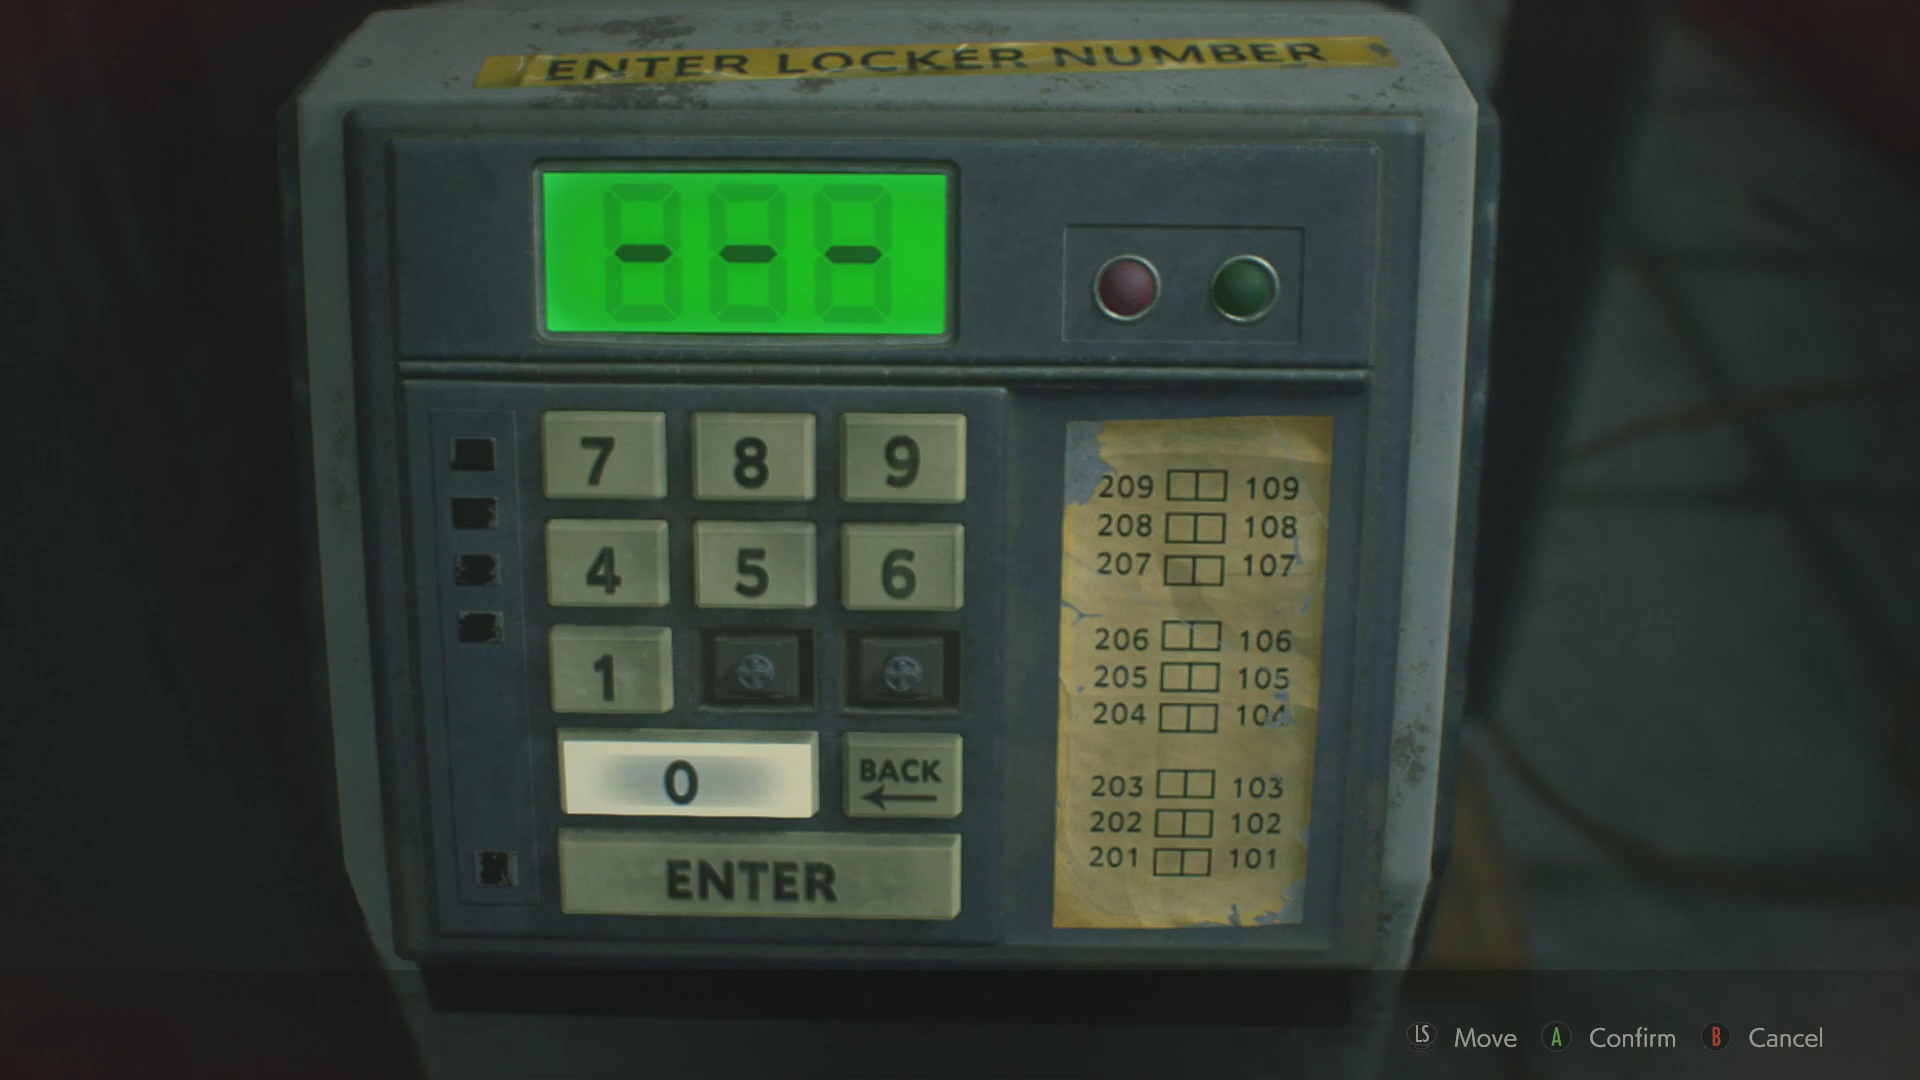 ENTER LOCKER NUMBER
---
7 8 9
4 5 6
1
0 BACK
ENTER
209 109
208 108
207 107
206 106
205 105
204 104
203 103
202 102
201 101
LS Move A Confirm B Cancel